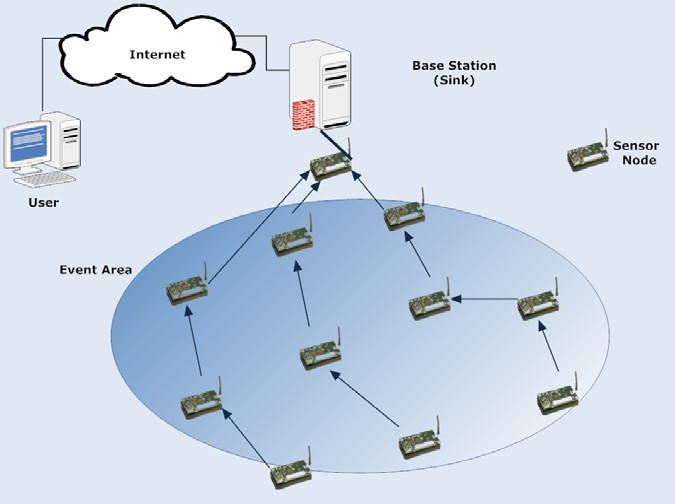 Internet
Base Station
(Sink)
Sensor
Node
User
Event Area